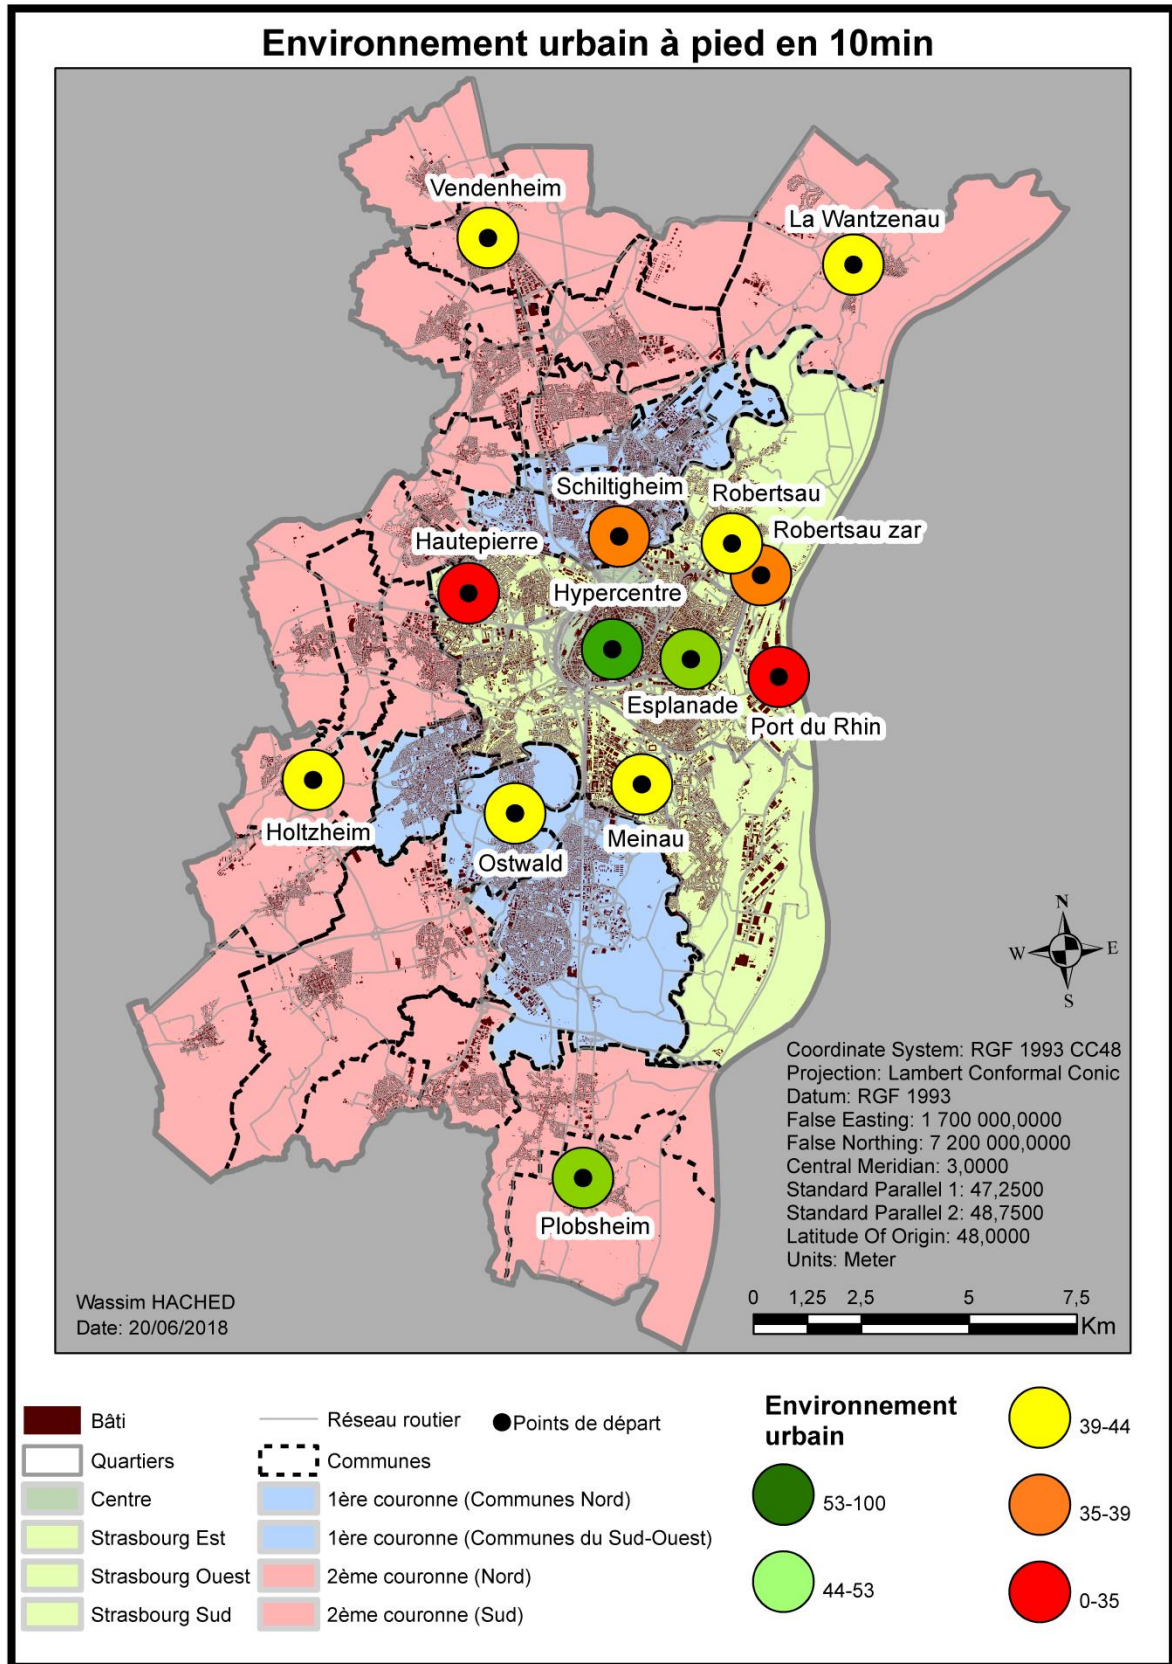 Environnement urbain à pied en 10min
Vendenheim
La Wantzenau
Schiltigheim
Robertsau
Hautepierre
Robertsau zar
Hypercentre
Esplanade
Port du Rhin
Holtzheim
Ostwald
Meinau
Plobsheim
N
W
E
S
Coordinate System: RGF 1993 CC48
Projection: Lambert Conformal Conic
Datum: RGF 1993
False Easting: 1 700 000,0000
False Northing: 7 200 000,0000
Central Meridian: 3,0000
Standard Parallel 1: 47,2500
Standard Parallel 2: 48,7500
Latitude Of Origin: 48,0000
Units: Meter
0 1,25 2,5 5 7,5
Km
Wassim HACHED
Date: 20/06/2018
Bâti
Quartiers
Centre
Strasbourg Est
Strasbourg Ouest
Strasbourg Sud
Réseau routier
Points de départ
Communes
1ère couronne (Communes Nord)
1ère couronne (Communes du Sud-Ouest)
2ème couronne (Nord)
2ème couronne (Sud)
Environnement
urbain
53-100
44-53
39-44
35-39
0-35